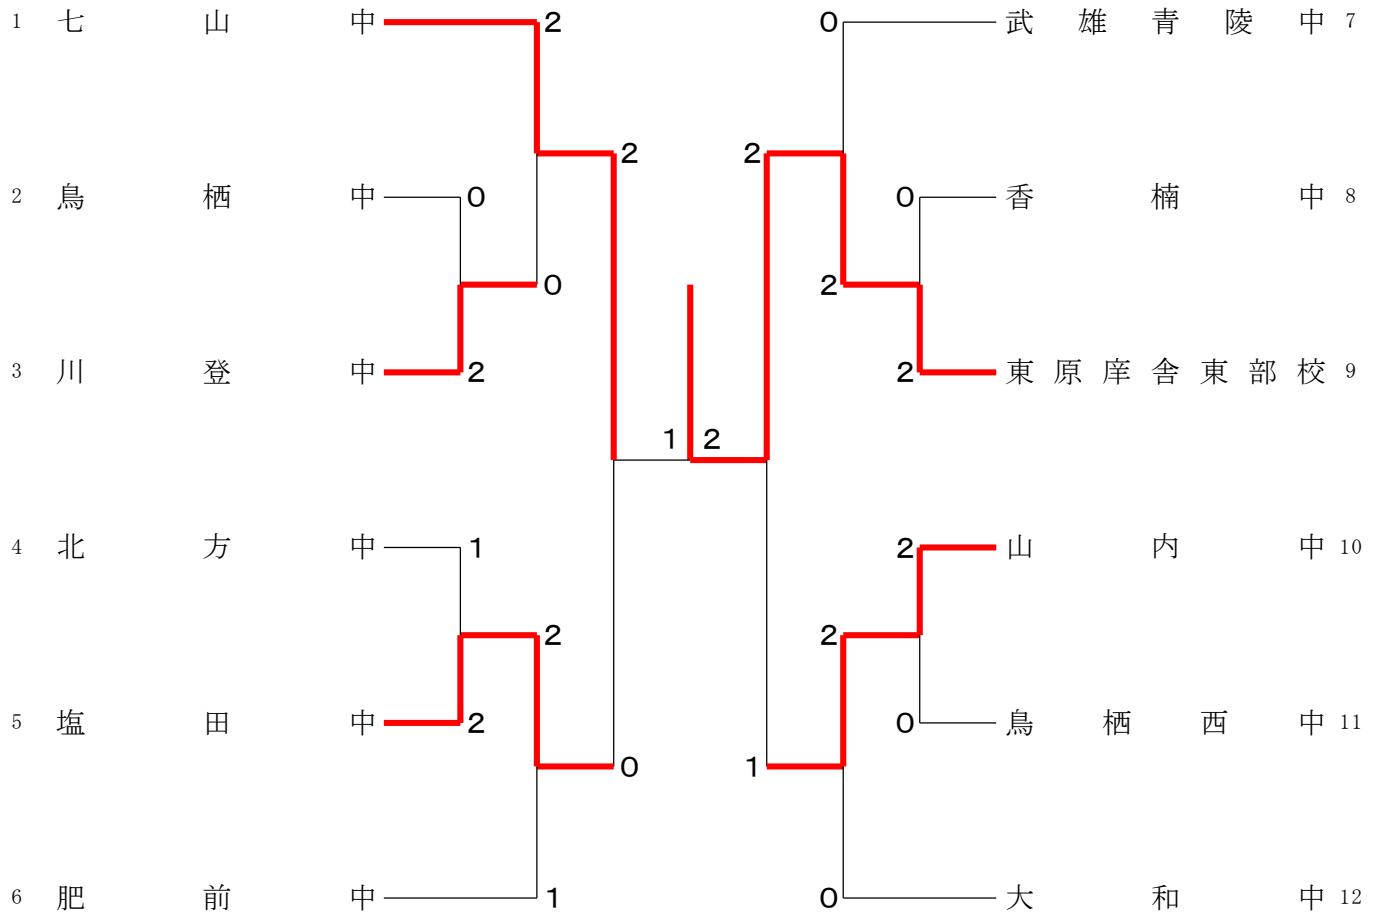 1 七山中 2 0 武雄青陵中 7
2 2
2 鳥栖中 0 0 香楠中 8
0 2
3 川登中 2 2 東原庠舎東部校 9
1 2
4 北方中 1 2 山内中 10
2 2
5 塩田中 2 0 鳥栖西中 11
0 1
6 肥前中 1 0 大和中 12